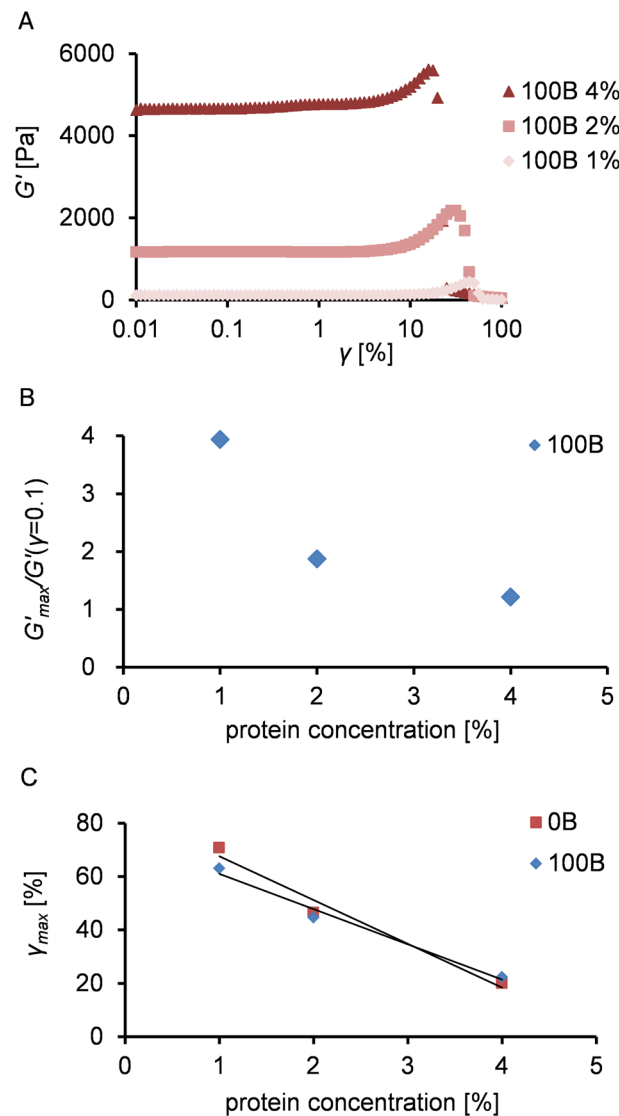 A
6000
4000
2000
0
G' [Pa]
0.01 0.1 1 10 100
γ [%]
100B 4%
100B 2%
100B 1%
B
4
3
2
1
0
G'max/G'(γ=0.1)
0 1 2 3 4 5
protein concentration [%]
100B
C
80
60
40
20
0
γmax [%]
0 1 2 3 4 5
protein concentration [%]
0B
100B